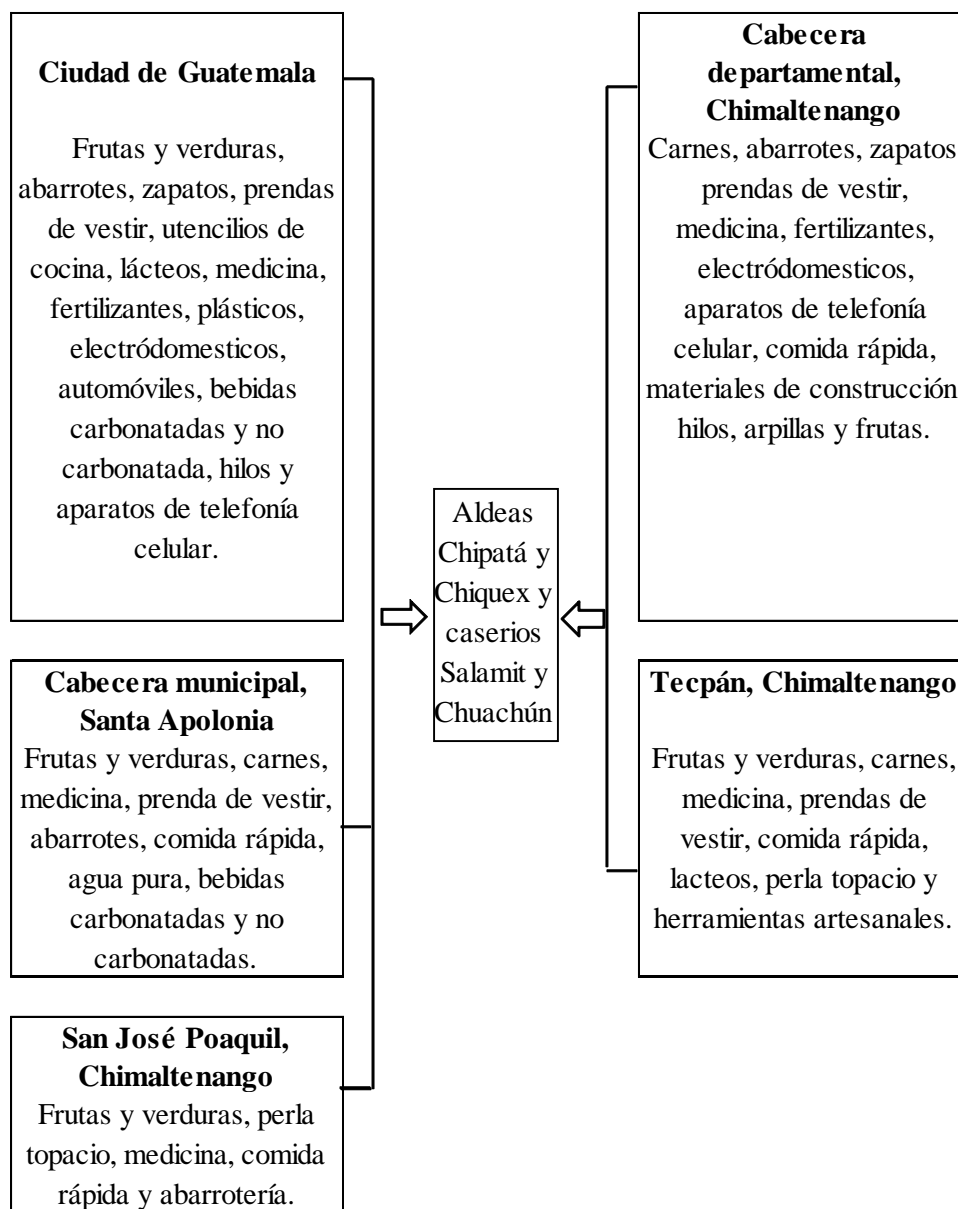 Ciudad de Guatemala
Frutas y verduras,
abarrotes, zapatos, prendas
de vestir, utencilios de
cocina, lácteos, medicina,
fertilizantes, plásticos,
electródomesticos,
automóviles, bebidas
carbonatadas y no
carbonatada, hilos y
aparatos de telefonía
celular.
Cabecera municipal,
Santa Apolonia
Frutas y verduras, carnes,
medicina, prenda de vestir,
abarrotes, comida rápida,
agua pura, bebidas
carbonatadas y no
carbonatadas.
San José Poaquil,
Chimaltenango
Frutas y verduras, perla
topacio, medicina, comida
rápida y abarrotería.
Aldeas
Chipatá y
Chiquex y
caserios
Salamit y
Chuachún
Cabecera
departamental,
Chimaltenango
Carnes, abarrotes, zapatos
prendas de vestir,
medicina, fertilizantes,
electródomesticos,
aparatos de telefonía
celular, comida rápida,
materiales de construcción
hilos, arpillas y frutas.
Tecpán, Chimaltenango
Frutas y verduras, carnes,
medicina, prendas de
vestir, comida rápida,
lacteos, perla topacio y
herramientas artesanales.